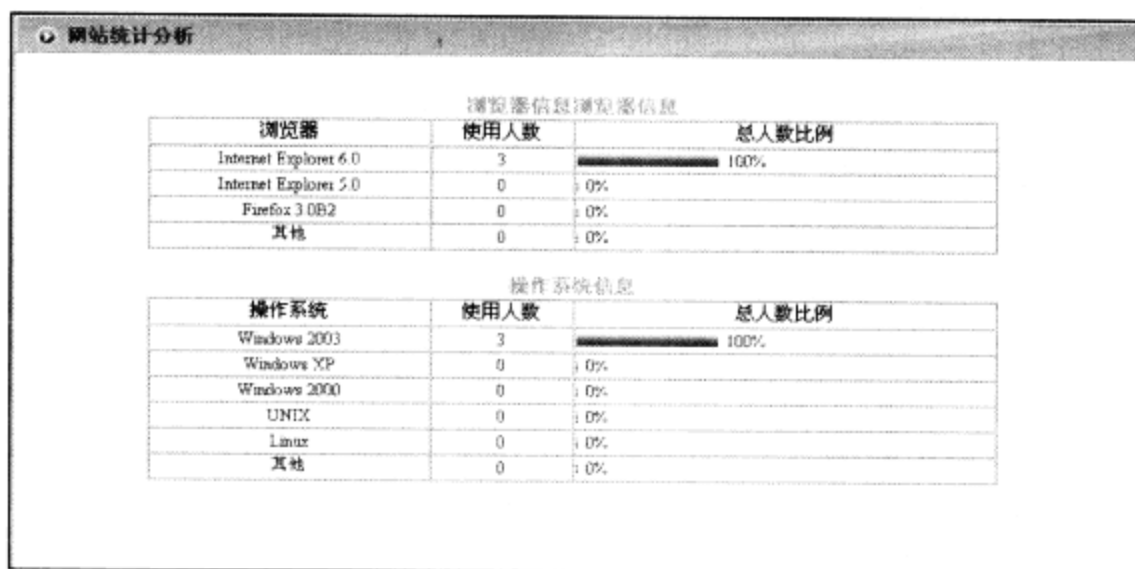 网站统计分析
浏览器信息浏览器信息
浏览器 使用人数 总人数比例
Internet Explorer 6.0 3 100%
Internet Explorer 5.0 0 0%
Firefox 3.0B2 0 0%
其他 0 0%
操作系统信息
操作系统 使用人数 总人数比例
Windows 2003 3 100%
Windows XP 0 0%
Windows 2000 0 0%
UNIX 0 0%
Linux 0 0%
其他 0 0%